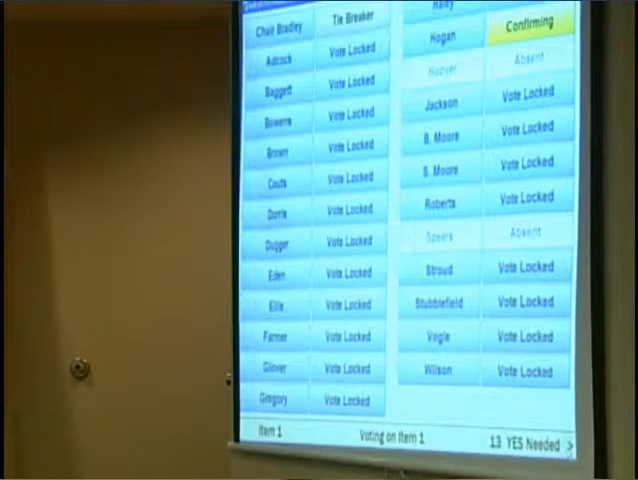 Chair Bradley Tie Breaker
Adcock Vote Locked
Baggett Vote Locked
Bowens Vote Locked
Brown Vote Locked
Couts Vote Locked
Dorris Vote Locked
Dugger Vote Locked
Eden Vote Locked
Ellis Vote Locked
Farmer Vote Locked
Glover Vote Locked
Gregory Vote Locked
Haley
Hogan Confirming
Hoover Absent
Jackson Vote Locked
B. Moore Vote Locked
S. Moore Vote Locked
Roberts Vote Locked
Spears Absent
Stroud Vote Locked
Stubblefield Vote Locked
Vogle Vote Locked
Wilson Vote Locked
Item 1 Voting on Item 1 13 YES Needed >